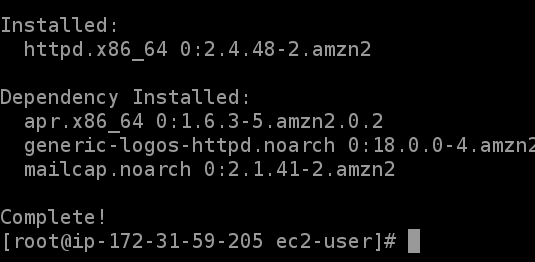 Installed:
httpd.x86_64 0:2.4.48-2.amzn2
Dependency Installed:
apr.x86_64 0:1.6.3-5.amzn2.0.2
generic-logos-httpd.noarch 0:18.0.0-4.amzn2
mailcap.noarch 0:2.1.41-2.amzn2
Complete!
[root@ip-172-31-59-205 ec2-user]#